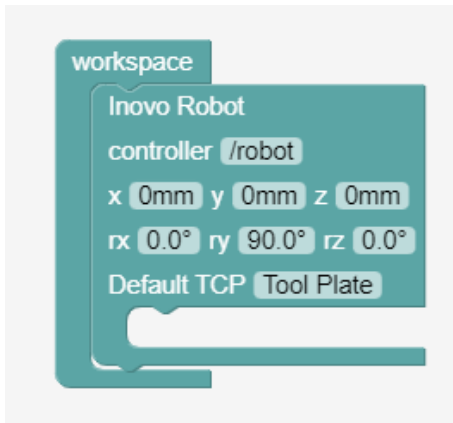 workspace
Inovo Robot
controller /robot
x 0mm y 0mm z 0mm
rx 0.0° ry 90.0° rz 0.0°
Default TCP Tool Plate